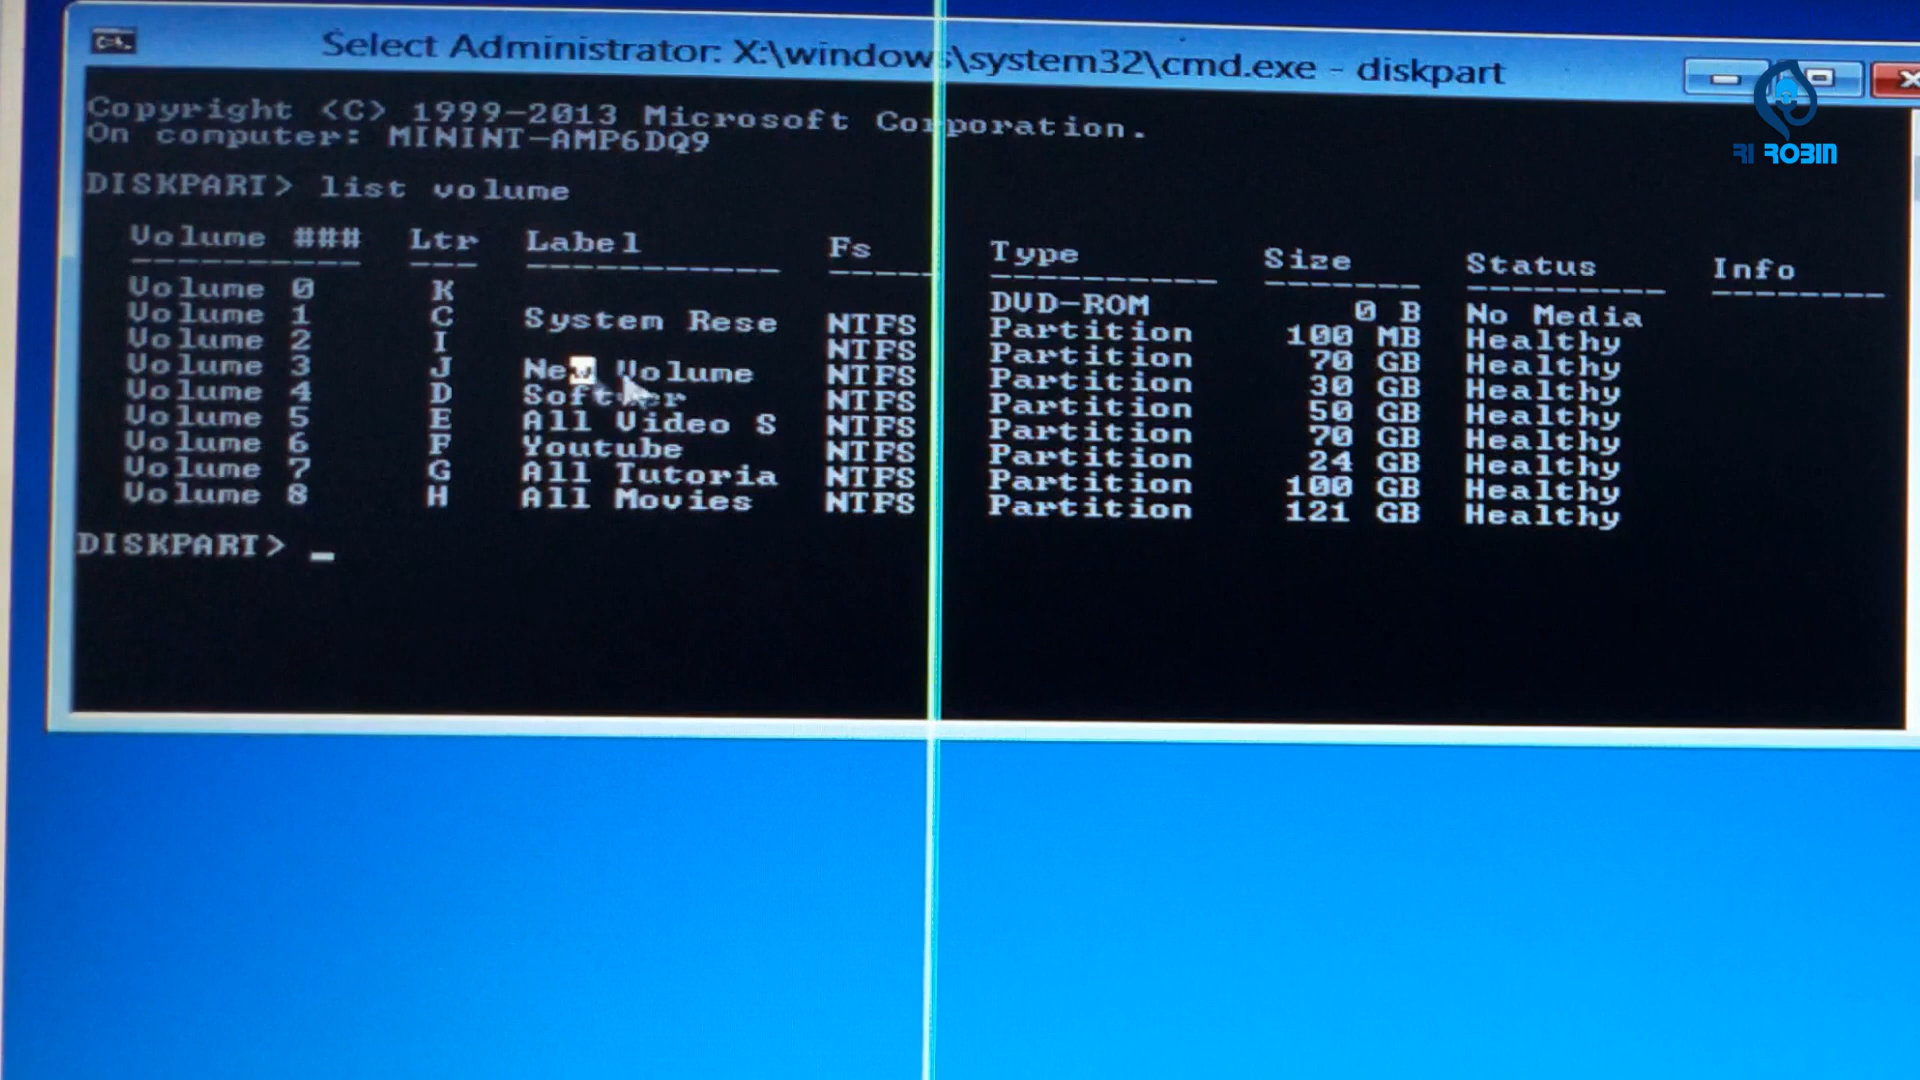 Select Administrator: X:\windows\system32\cmd.exe - diskpart
RI ROBIN
Copyright <C> 1999-2013 Microsoft Corporation.
On computer: MININT-AMP6DQ9
DISKPART> list volume
Volume ### Ltr Label Fs Type Size Status Info
Volume 0 K DVD-ROM 0 B No Media
Volume 1 C System Rese NTFS Partition 100 MB Healthy
Volume 2 I NTFS Partition 70 GB Healthy
Volume 3 J New Volume NTFS Partition 30 GB Healthy
Volume 4 D NTFS Partition 50 GB Healthy
Volume 5 E All Video S NTFS Partition 70 GB Healthy
Volume 6 F Youtube NTFS Partition 24 GB Healthy
Volume 7 G All Tutoria NTFS Partition 100 GB Healthy
Volume 8 H All Movies NTFS Partition 121 GB Healthy
DISKPART> _